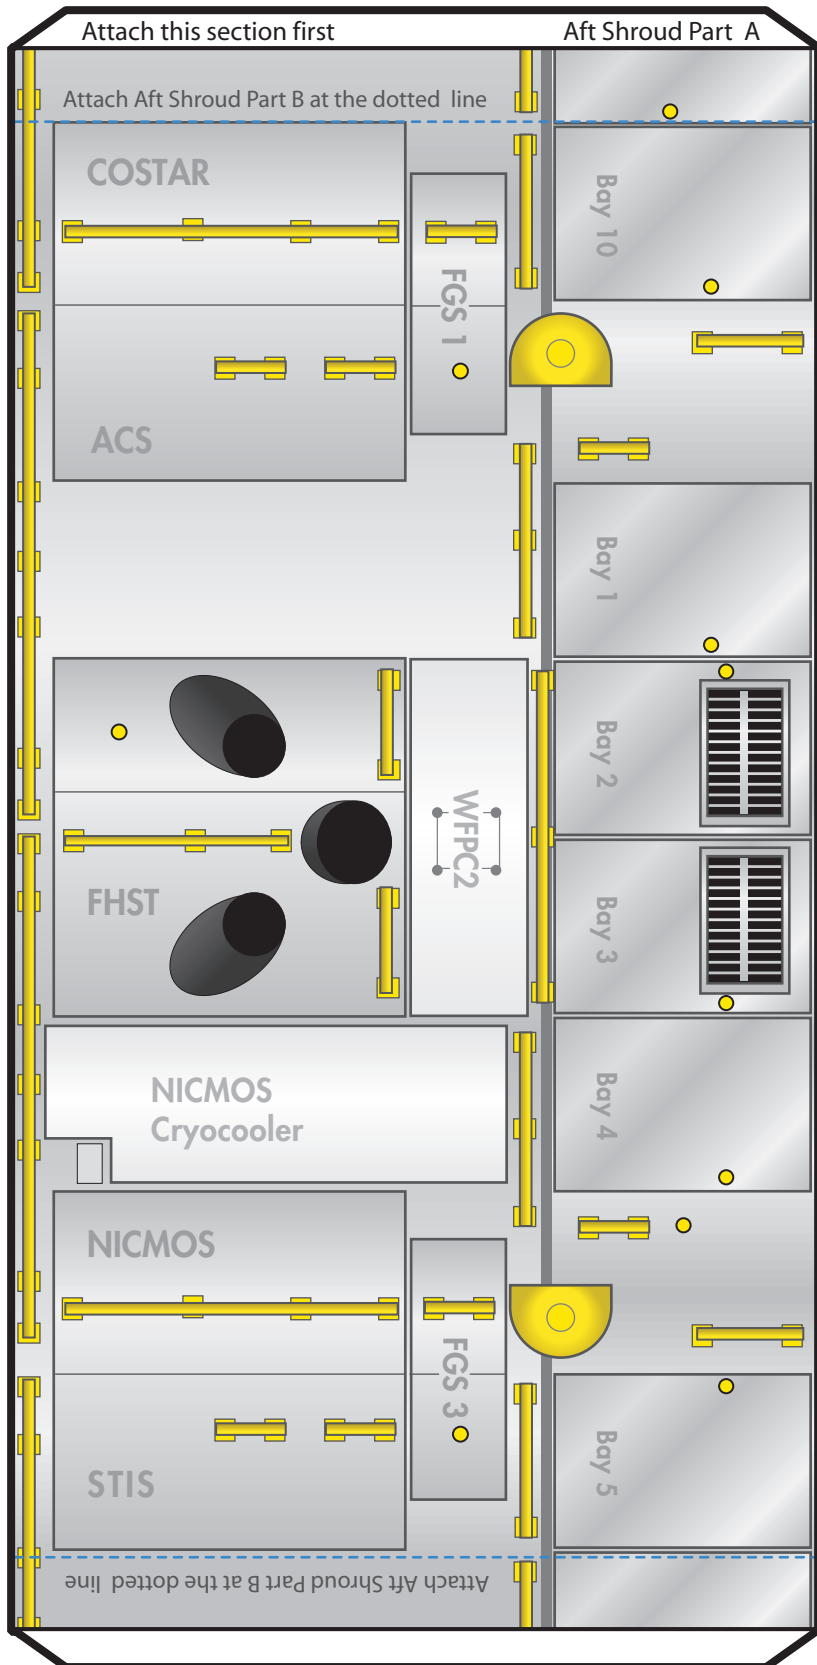 Attach this section first
Aft Shroud Part A
Attach Aft Shroud Part B at the dotted line
COSTAR
Bay 10
FGS 1
ACS
Bay 1
Bay 2
WFPC2
FHST
Bay 3
NICMOS
Cryocooler
Bay 4
NICMOS
FGS 3
STIS
Bay 5
Attach Aft Shroud Part B at the dotted line